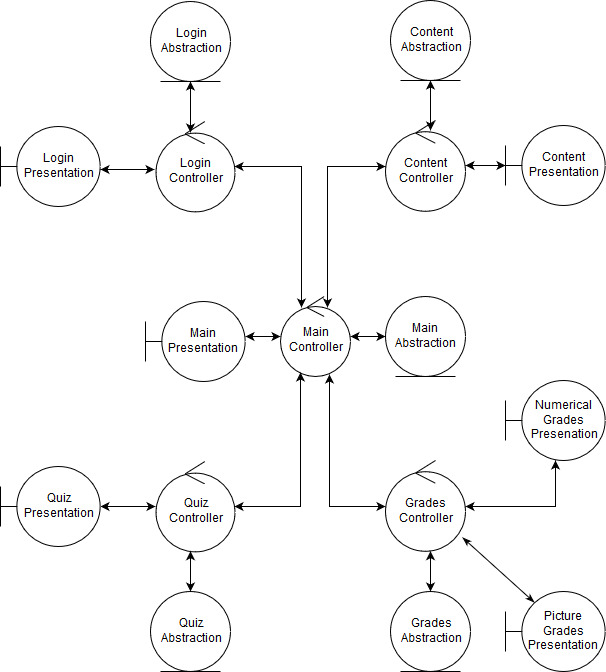 Login
Abstraction
Content
Abstraction
Login
Presentation
Login
Controller
Content
Controller
Content
Presentation
Main
Presentation
Main
Controller
Main
Abstraction
Numerical
Grades
Presenation
Quiz
Presentation
Quiz
Controller
Grades
Controller
Quiz
Abstraction
Grades
Abstraction
Picture
Grades
Presentation